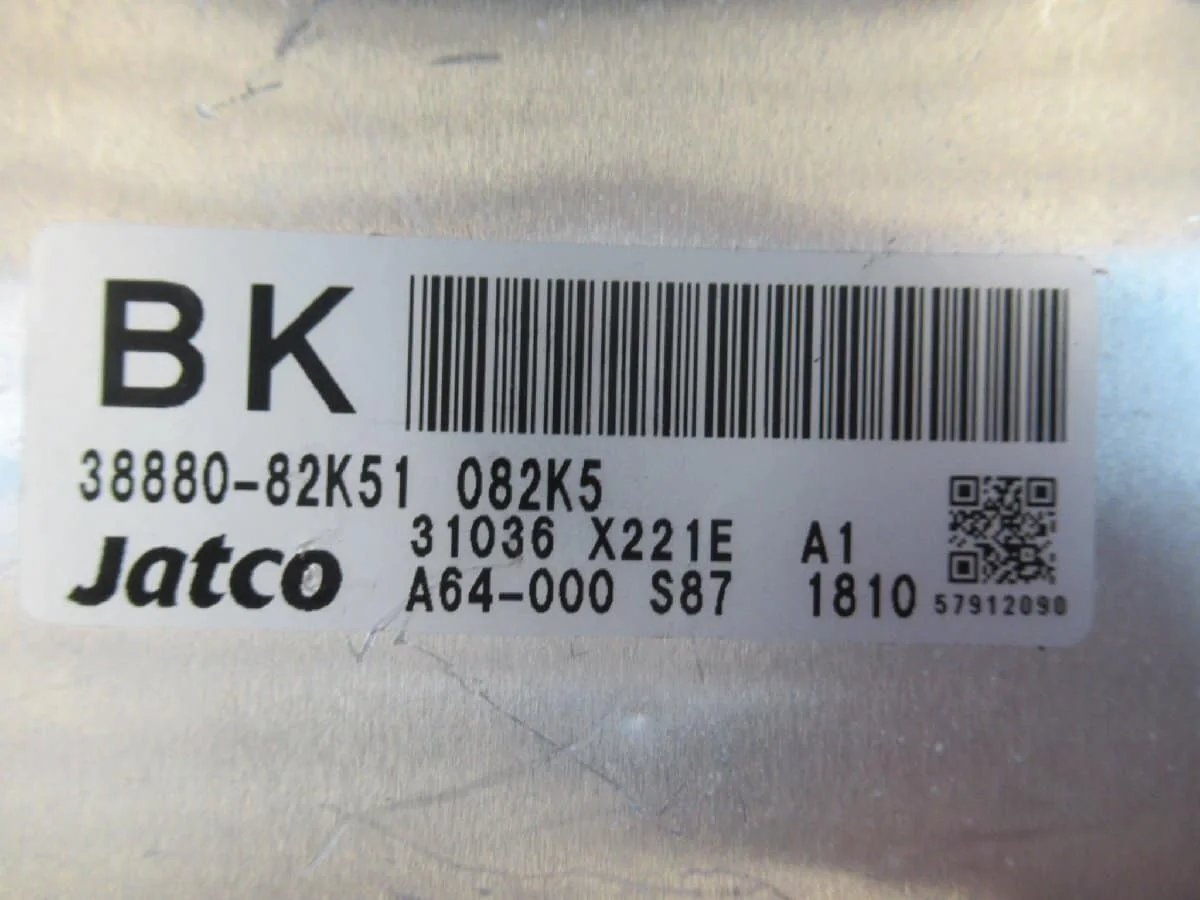 BK
38880-82K51 082K5
Jatco
31036 X221E A1
A64-000 S87 1810
57912090